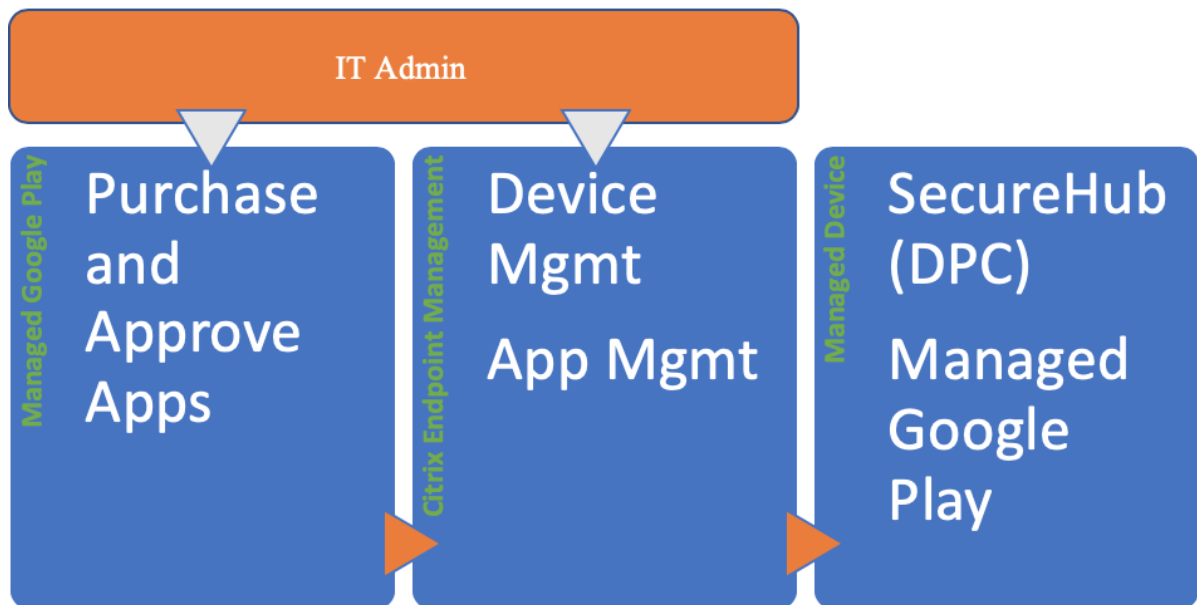 IT Admin
Managed Google Play
Purchase
and
Approve
Apps
Citrix Endpoint Management
Device
Mgmt
App Mgmt
Managed Device
SecureHub
(DPC)
Managed
Google
Play